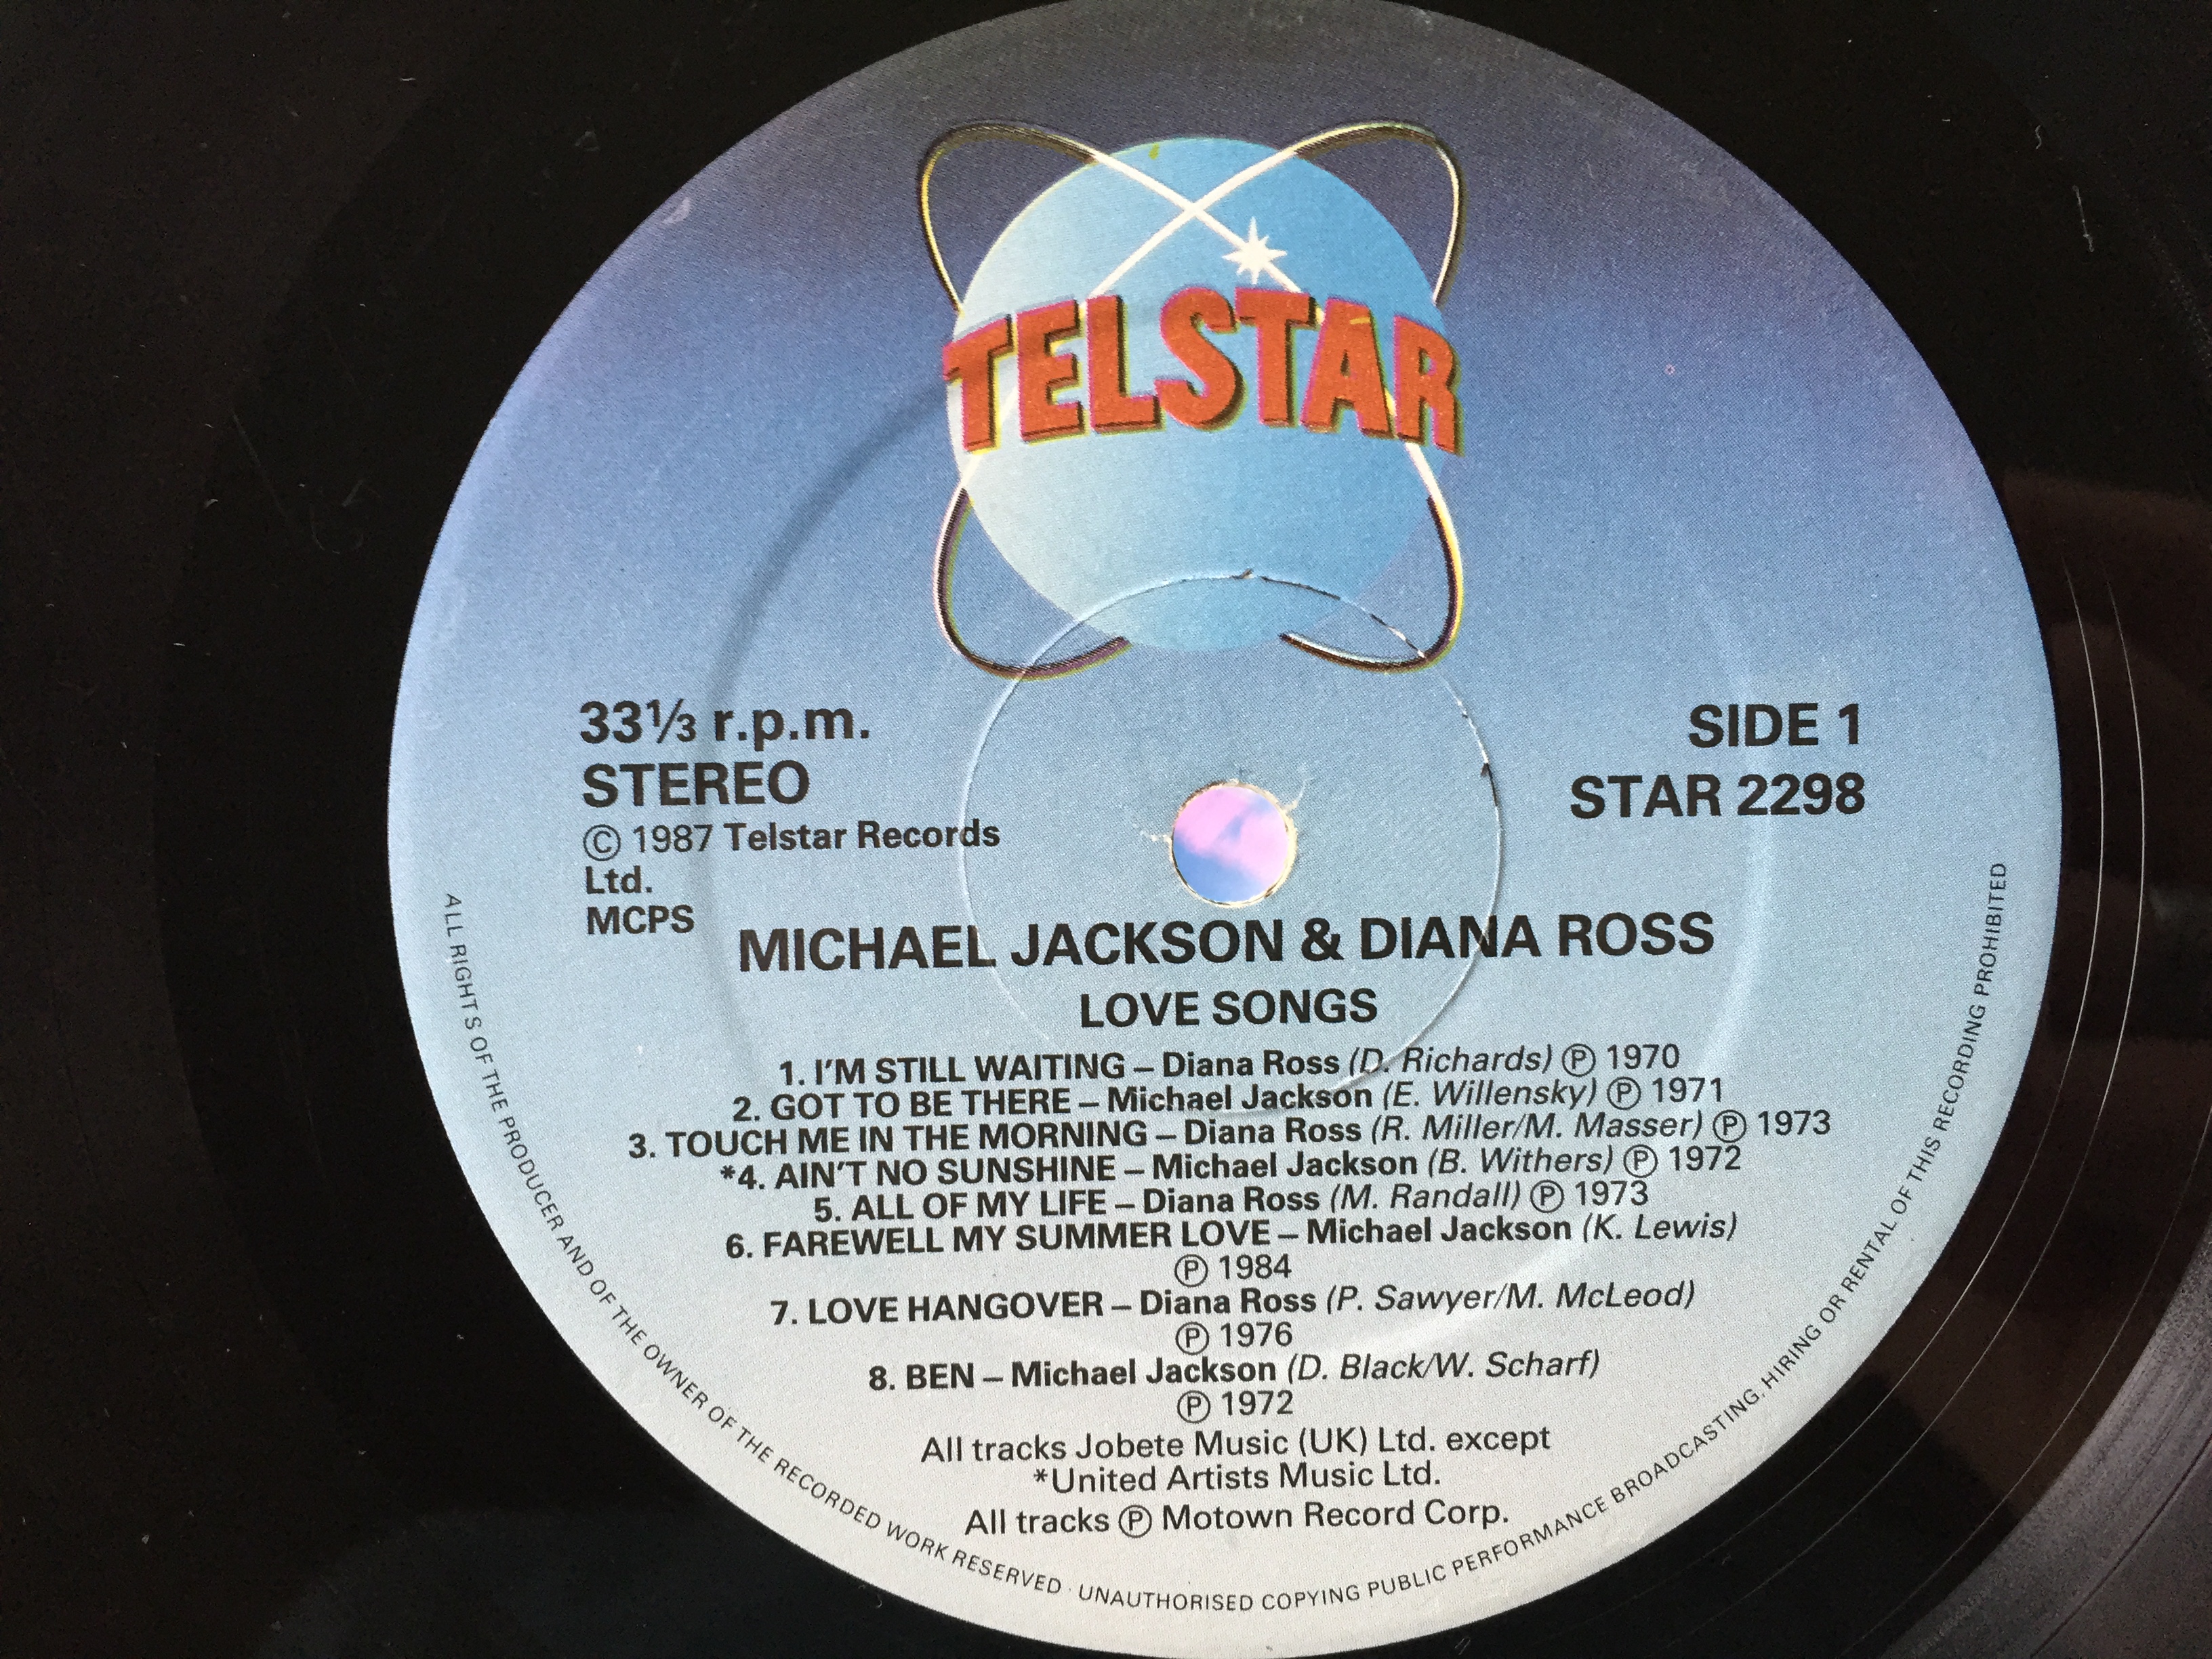 TELSTAR
33⅓ r.p.m.
STEREO
© 1987 Telstar Records
Ltd.
MCPS
SIDE 1
STAR 2298
MICHAEL JACKSON & DIANA ROSS
LOVE SONGS
1. I'M STILL WAITING – Diana Ross (D. Richards) ℗ 1970
2. GOT TO BE THERE – Michael Jackson (E. Willensky) ℗ 1971
3. TOUCH ME IN THE MORNING – Diana Ross (R. Miller/M. Masser) ℗ 1973
*4. AIN'T NO SUNSHINE – Michael Jackson (B. Withers) ℗ 1972
5. ALL OF MY LIFE – Diana Ross (M. Randall) ℗ 1973
6. FAREWELL MY SUMMER LOVE – Michael Jackson (K. Lewis)
℗ 1984
7. LOVE HANGOVER – Diana Ross (P. Sawyer/M. McLeod)
℗ 1976
8. BEN – Michael Jackson (D. Black/W. Scharf)
℗ 1972
All tracks Jobete Music (UK) Ltd. except
*United Artists Music Ltd.
All tracks ℗ Motown Record Corp.
ALL RIGHTS OF THE PRODUCER AND OF THE OWNER OF THE RECORDED WORK RESERVED · UNAUTHORISED COPYING PUBLIC PERFORMANCE BROADCASTING, HIRING OR RENTAL OF THIS RECORDING PROHIBITED